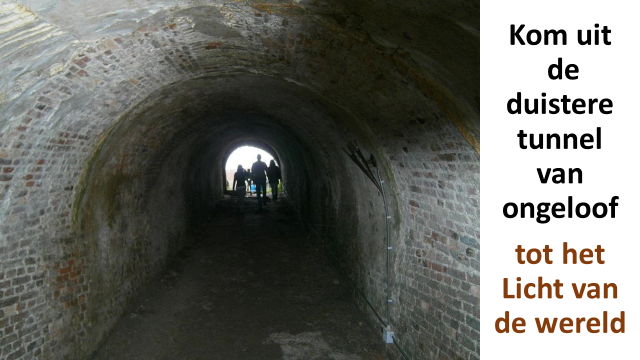 Kom uit
de
duistere
tunnel
van
ongeloof
tot het
Licht van
de wereld